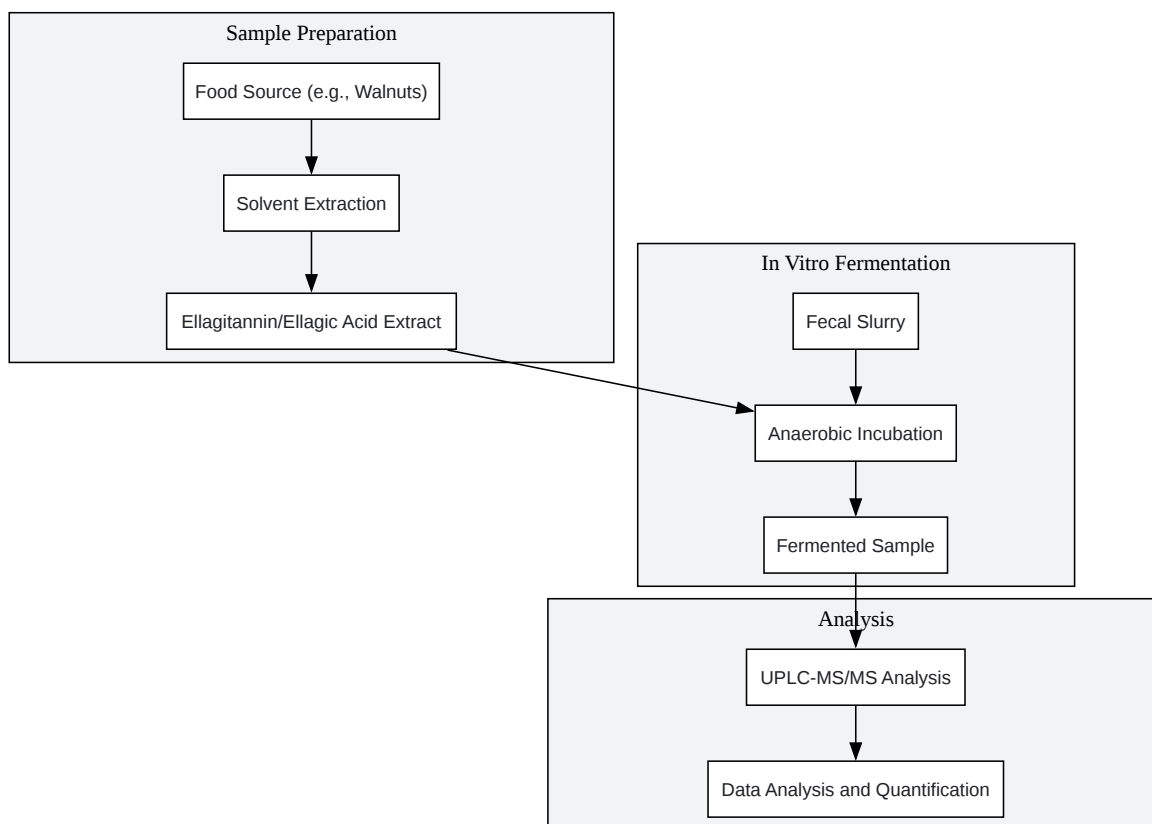 Sample Preparation
Food Source (e.g., Walnuts)
Solvent Extraction
Ellagitannin/Ellagic Acid Extract
In Vitro Fermentation
Fecal Slurry
Anaerobic Incubation
Fermented Sample
Analysis
UPLC-MS/MS Analysis
Data Analysis and Quantification